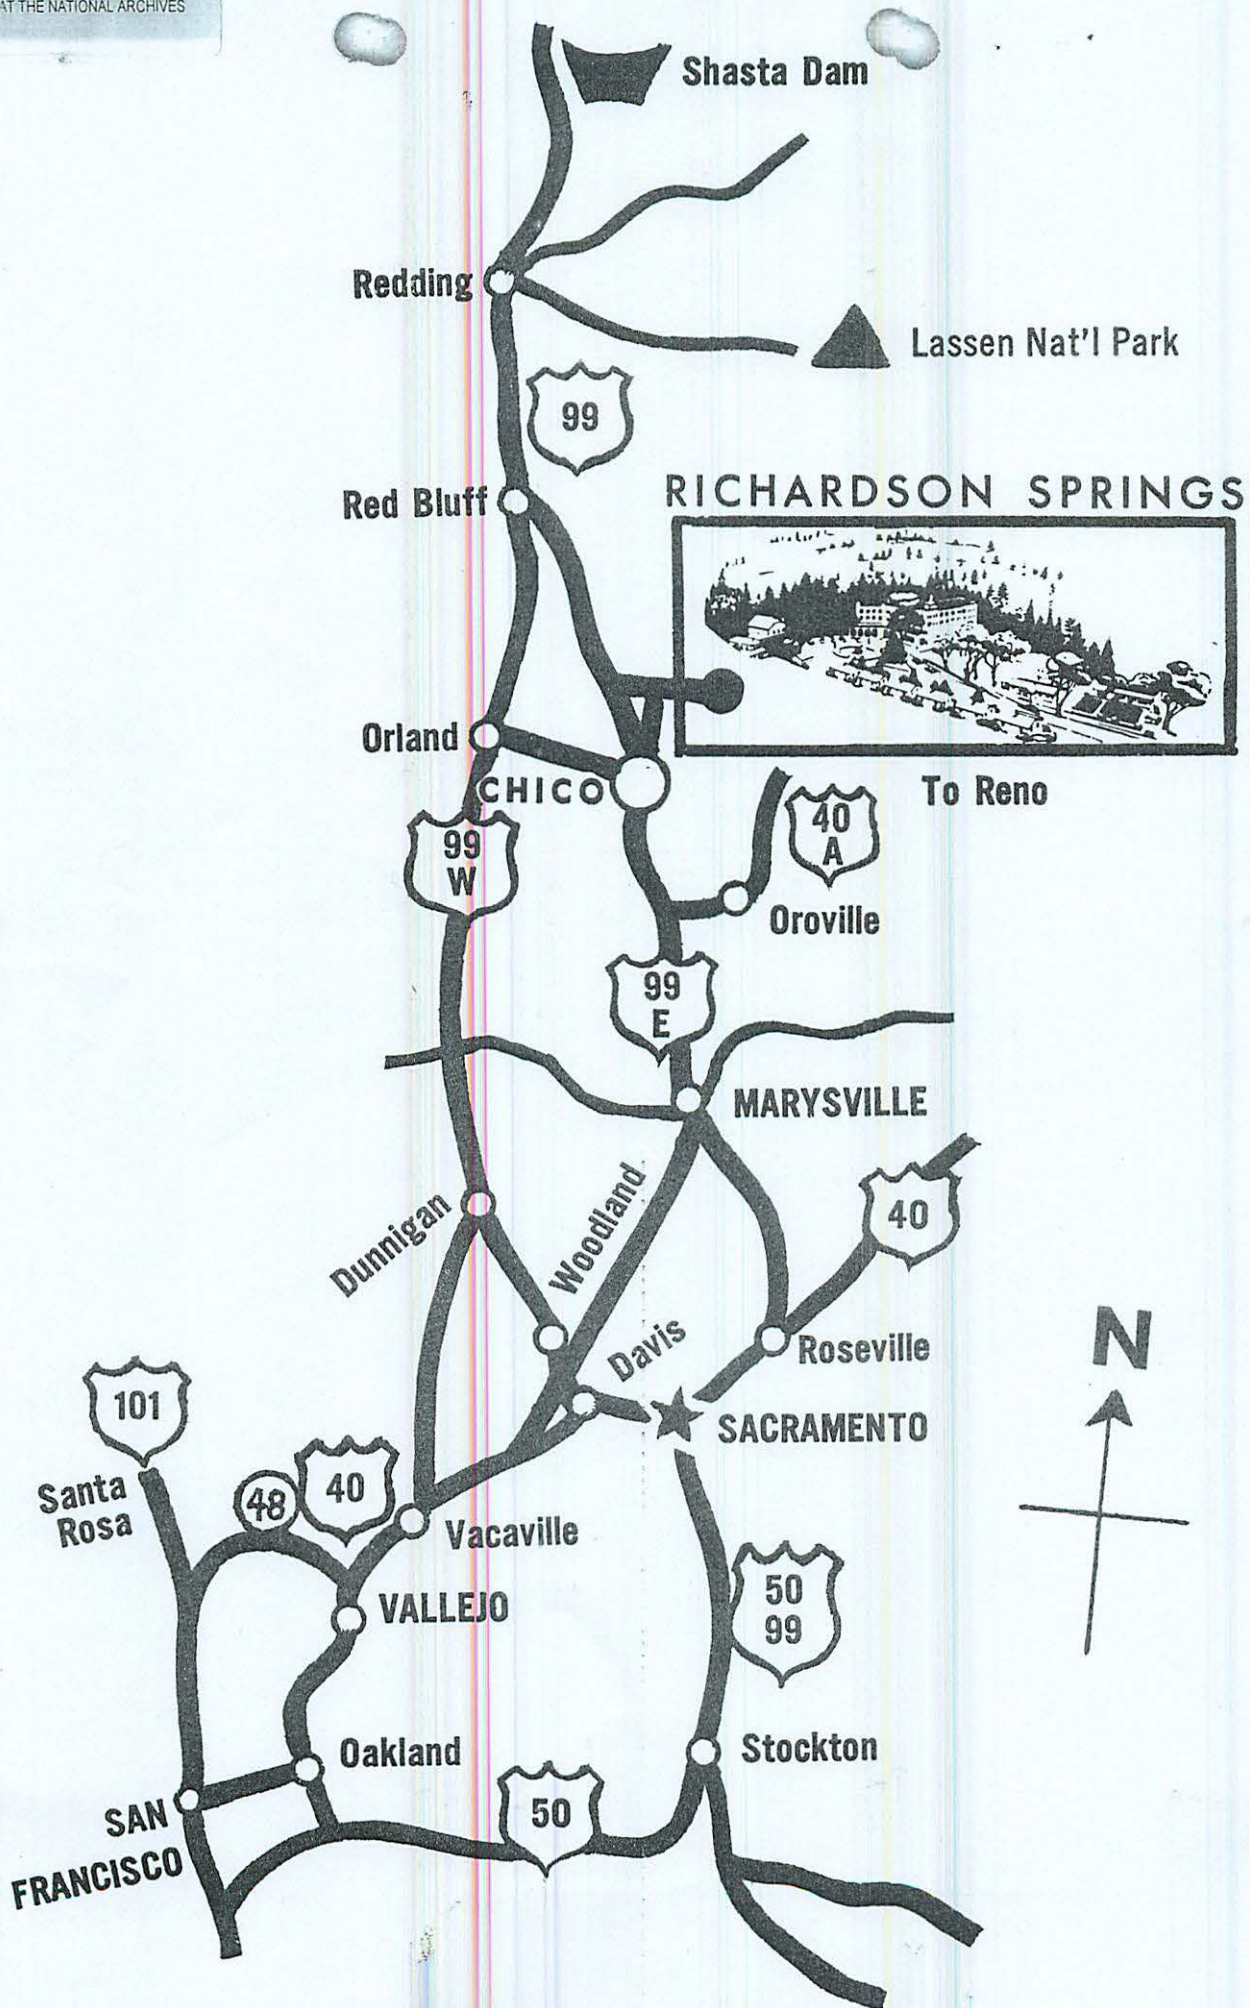 AT THE NATIONAL ARCHIVES
Shasta Dam
Redding
Lassen Nat'l Park
99
Red Bluff
RICHARDSON SPRINGS
Orland
CHICO
To Reno
99
W
40
A
Oroville
99
E
MARYSVILLE
Dunnigan
Woodland
40
Davis
Roseville
N
101
SACRAMENTO
Santa
Rosa
48
40
Vacaville
VALLEJO
50
99
Oakland
Stockton
SAN
FRANCISCO
50